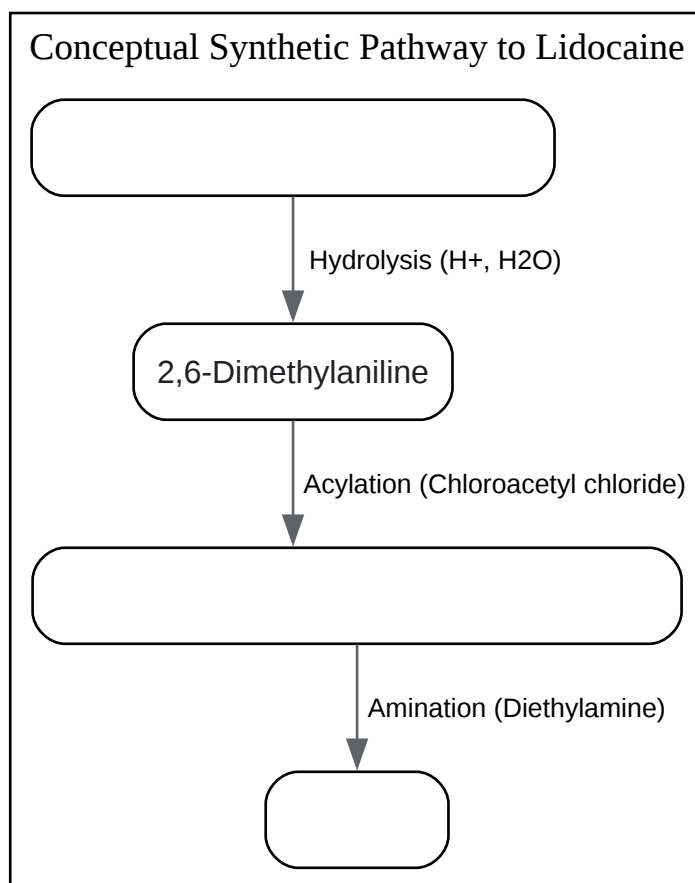 Conceptual Synthetic Pathway to Lidocaine
Hydrolysis (H+, H2O)
2,6-Dimethylaniline
Acylation (Chloroacetyl chloride)
Amination (Diethylamine)